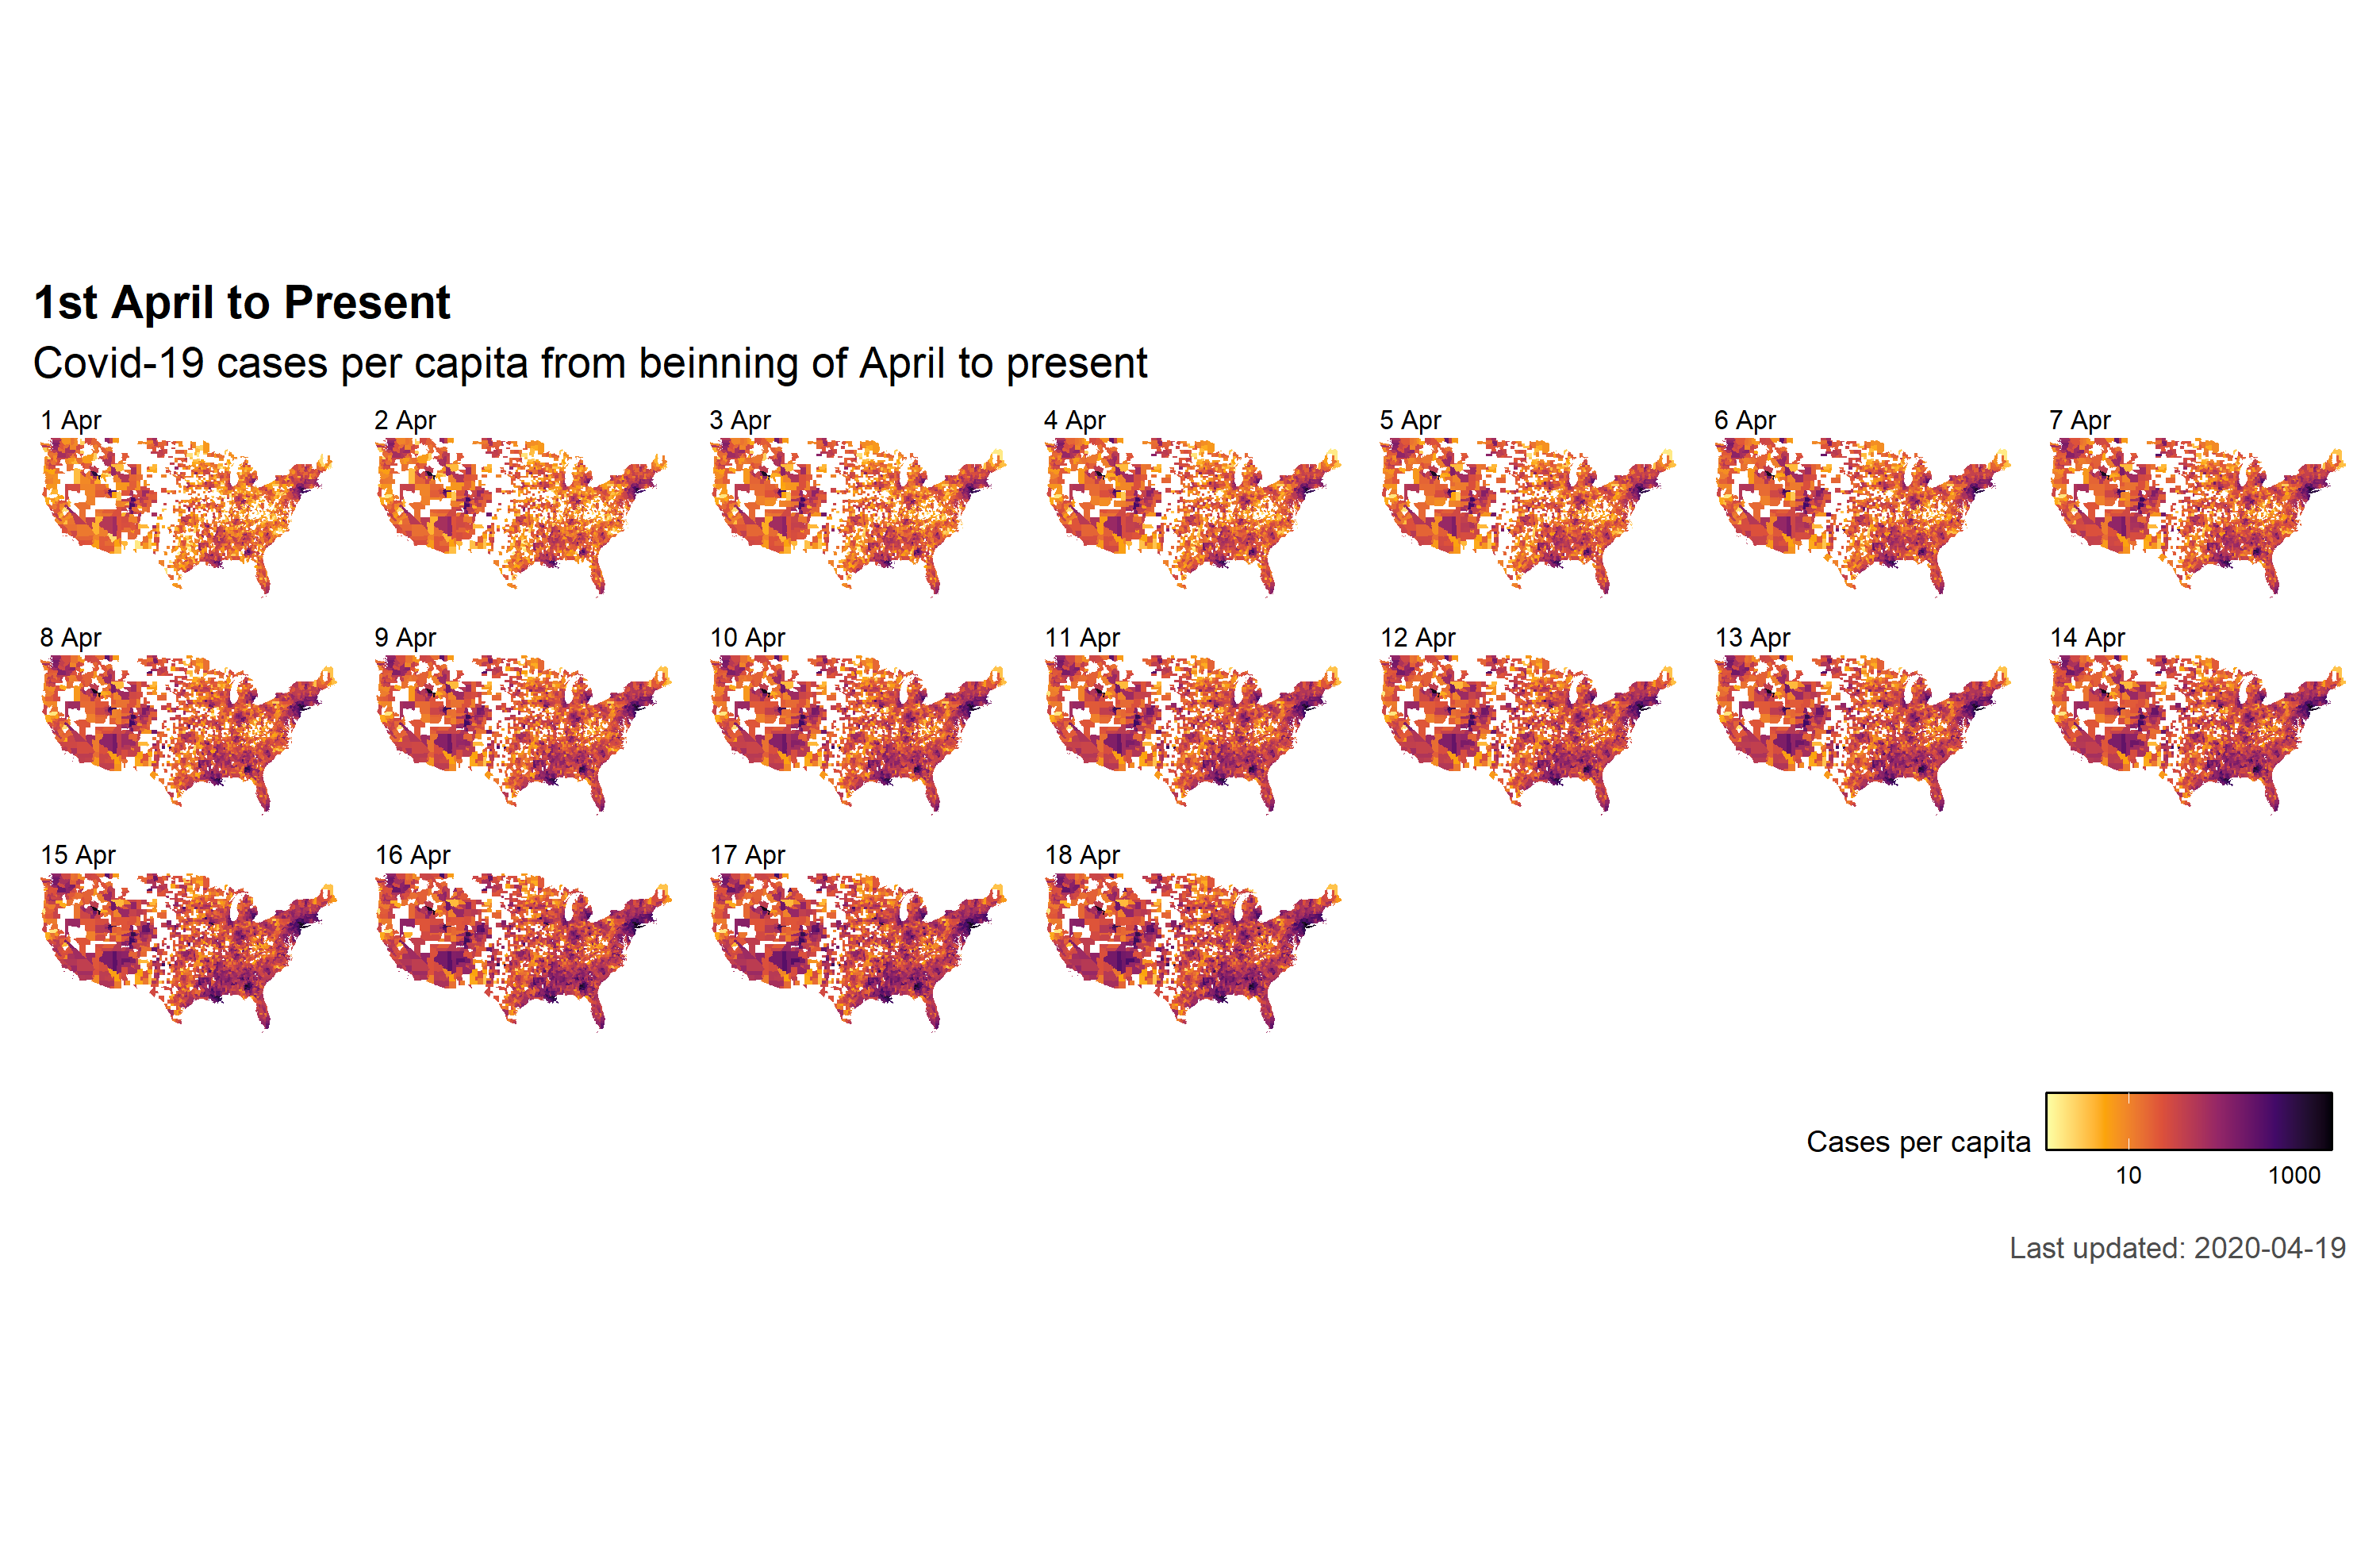 1st April to Present
Covid-19 cases per capita from beinning of April to present
1 Apr
2 Apr
3 Apr
4 Apr
5 Apr
6 Apr
7 Apr
8 Apr
9 Apr
10 Apr
11 Apr
12 Apr
13 Apr
14 Apr
15 Apr
16 Apr
17 Apr
18 Apr
Cases per capita
10
1000
Last updated: 2020-04-19